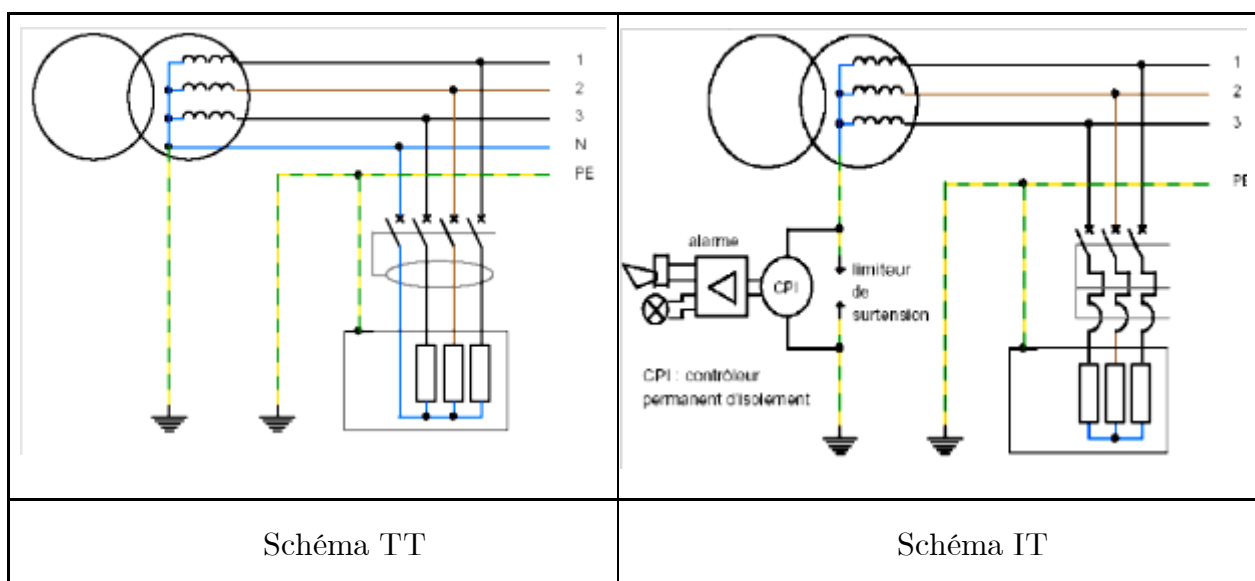 1
2
3
N
PE
Schéma TT
1
2
3
PE
alarme
CPI
limiteur
de
surtension
CPI : contrôleur
permanent d'isolement
Schéma IT